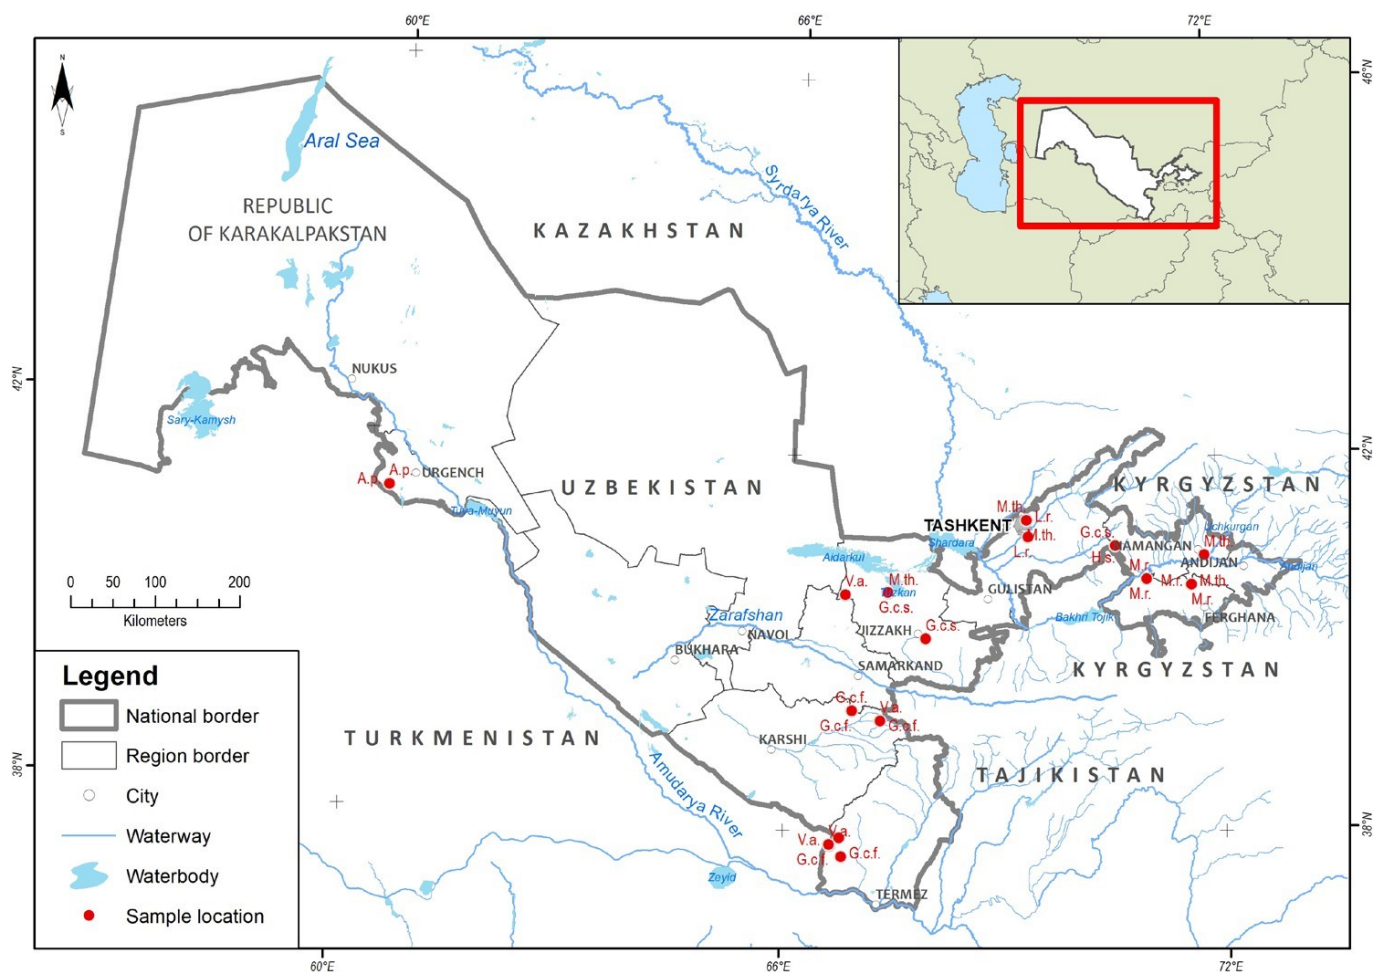 60°E
66°E
72°E
46°N
N
S
Aral Sea
Syrdarya River
REPUBLIC
OF KARAKALPAKSTAN
KAZAKHSTAN
42°N
NUKUS
Sary-Kamysh
42°N
A.p.
A.p.
URGENCH
UZBEKISTAN
KYRGYZSTAN
Tuya-Muyun
M.th.
L.r.
TASHKENT
M.th.
L.r.
Shardara
G.c.s.
H.s.
NAMANGAN
Uchkurgan
M.th.
ANDIJAN
Andijan
Aidarkul
V.a.
M.th.
Tuzkan
G.c.s.
GULISTAN
M.r.
M.r.
M.r.
M.th.
M.r.
0 50 100 200
Kilometers
Zarafshan
NAVOI
JIZZAKH
G.c.s.
Bakhri Tojik
FERGHANA
BUKHARA
SAMARKAND
KYRGYZSTAN
G.c.f.
V.a.
G.c.f.
G.c.f.
KARSHI
TURKMENISTAN
TAJIKISTAN
38°N
Amudarya River
V.a.
V.a.
G.c.f.
G.c.f.
38°N
Zeyid
TERMEZ
Legend
National border
Region border
City
Waterway
Waterbody
Sample location
60°E
66°E
72°E